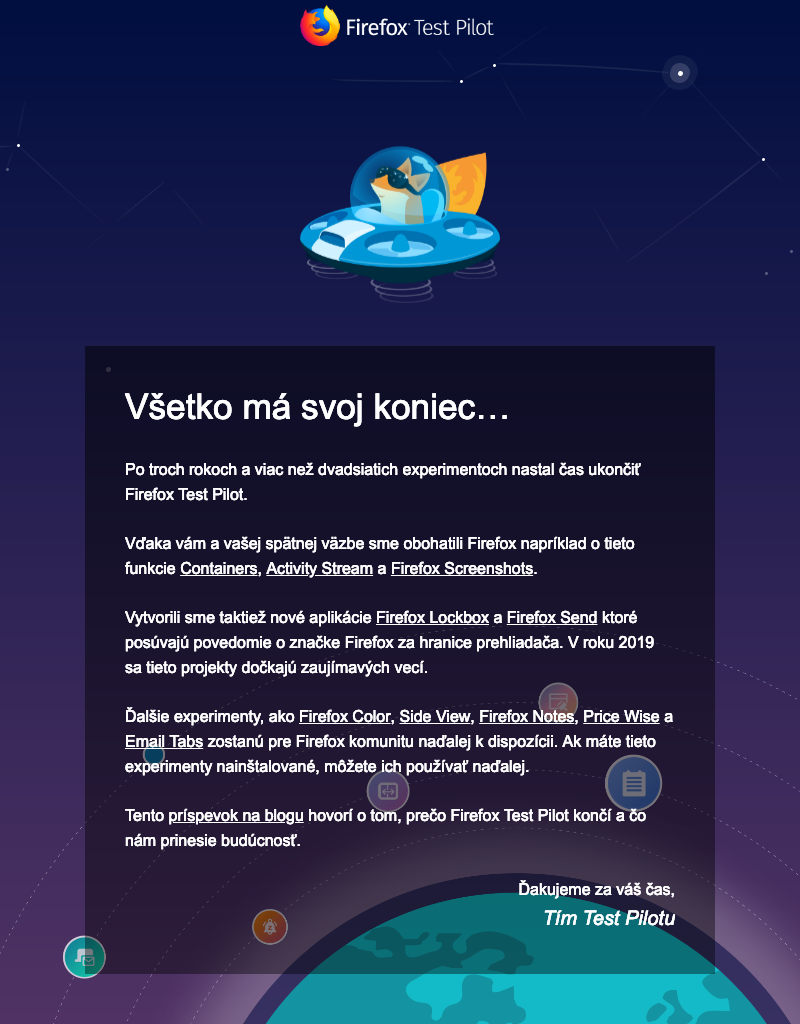 Firefox Test Pilot
Všetko má svoj koniec…
Po troch rokoch a viac než dvadsiatich experimentoch nastal čas ukončiť
Firefox Test Pilot.
Vďaka vám a vašej spätnej väzbe sme obohatili Firefox napríklad o tieto
funkcie Containers, Activity Stream a Firefox Screenshots.
Vytvorili sme taktiež nové aplikácie Firefox Lockbox a Firefox Send ktoré
posúvajú povedomie o značke Firefox za hranice prehliadača. V roku 2019
sa tieto projekty dočkajú zaujímavých vecí.
Ďalšie experimenty, ako Firefox Color, Side View, Firefox Notes, Price Wise a
Email Tabs zostanú pre Firefox komunitu naďalej k dispozícii. Ak máte tieto
experimenty nainštalované, môžete ich používať naďalej.
Tento príspevok na blogu hovorí o tom, prečo Firefox Test Pilot končí a čo
nám prinesie budúcnosť.
Ďakujeme za váš čas,
Tím Test Pilotu